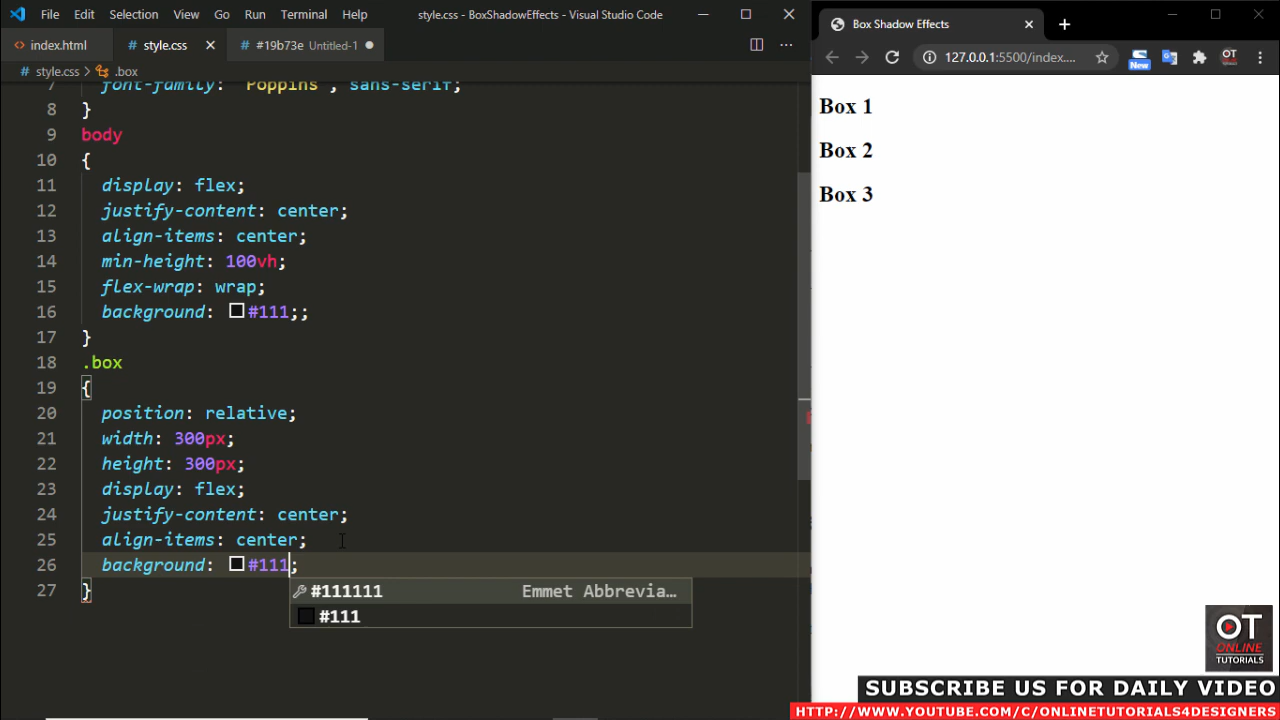 File Edit Selection View Go Run Terminal Help style.css - BoxShadowEffects - Visual Studio Code
index.html # style.css # #19b73e Untitled-1
# style.css .box
7 font-family: "Poppins", sans-serif;
8 }
9 body
10 {
11 display: flex;
12 justify-content: center;
13 align-items: center;
14 min-height: 100vh;
15 flex-wrap: wrap;
16 background: #111;;
17 }
18 .box
19 {
20 position: relative;
21 width: 300px;
22 height: 300px;
23 display: flex;
24 justify-content: center;
25 align-items: center;
26 background: #111;
27 }
#111111 Emmet Abbrevia...
#111
Box Shadow Effects
127.0.0.1:5500/index....
New
OT
Box 1
Box 2
Box 3
OT
ONLINE
TUTORIALS
SUBSCRIBE US FOR DAILY VIDEO
HTTP://WWW.YOUTUBE.COM/C/ONLINETUTORIALS4DESIGNERS